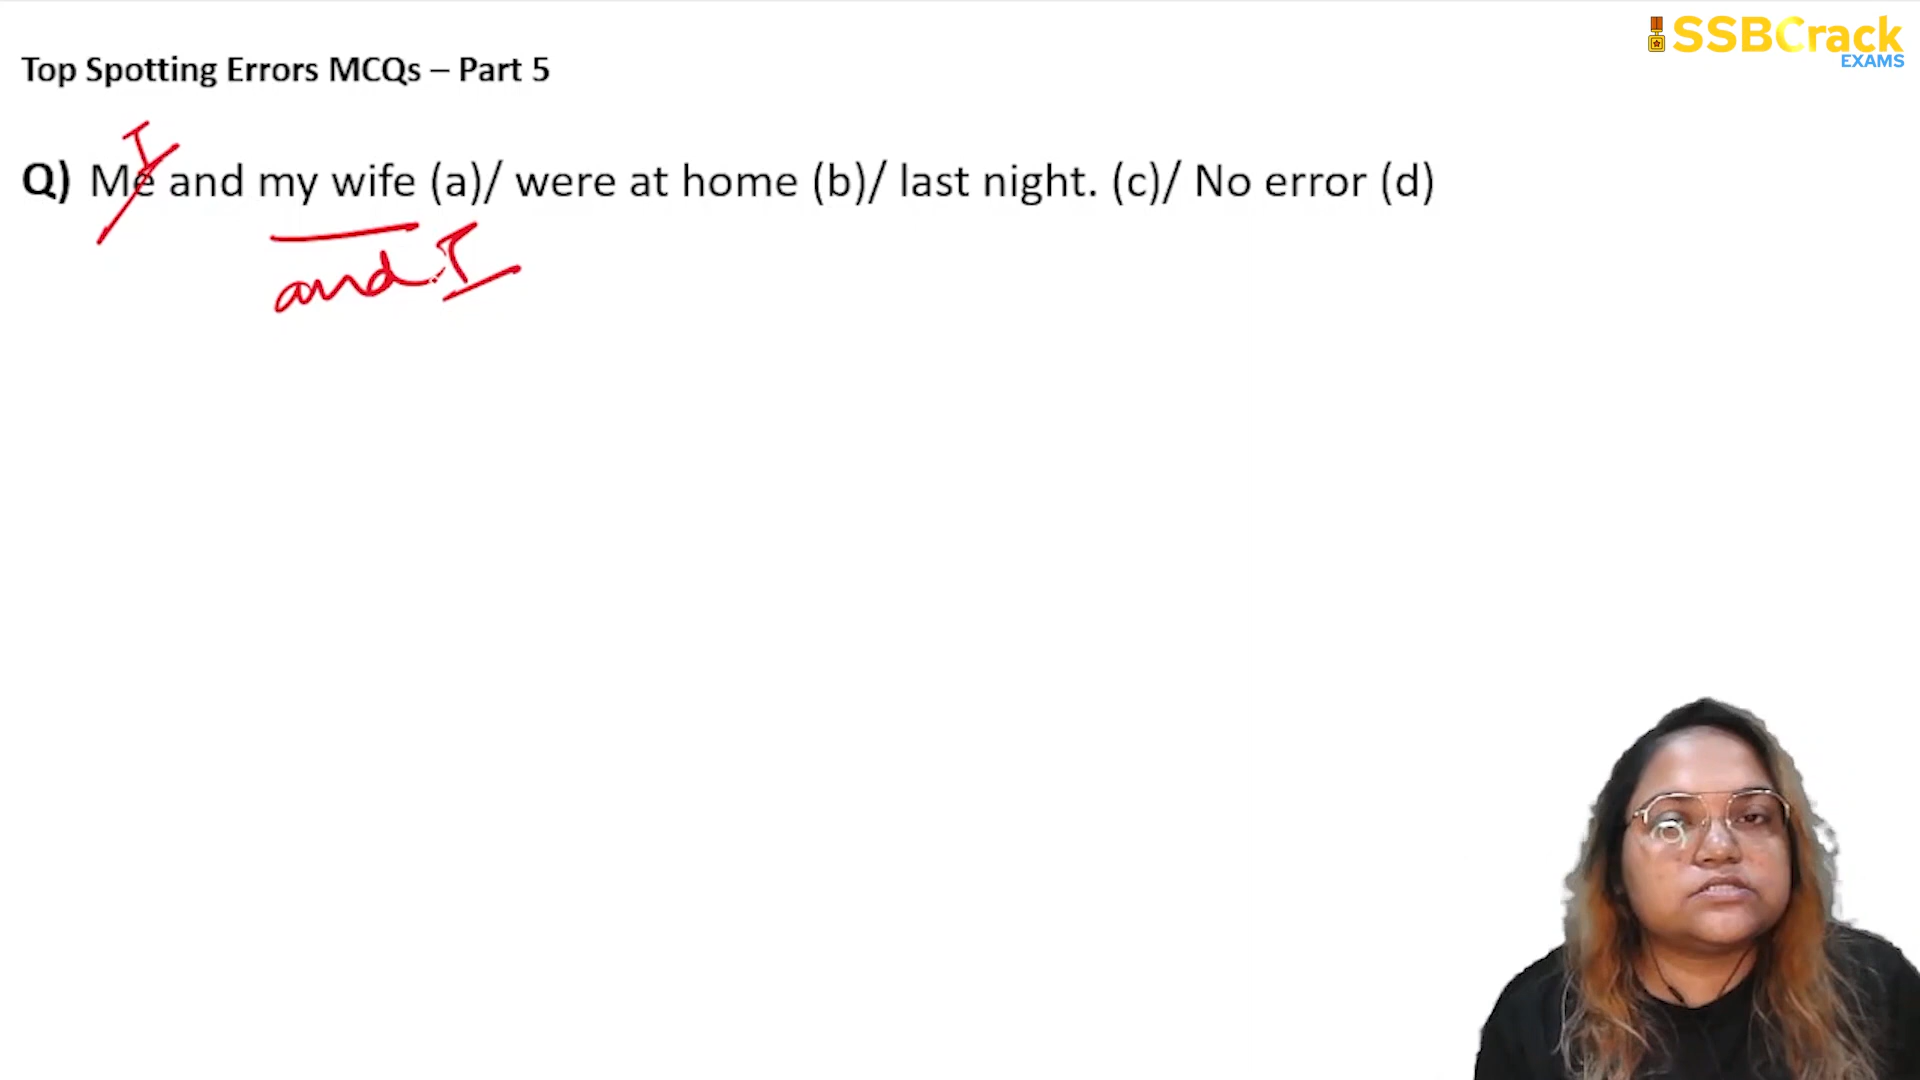 SSBCrack
EXAMS
Top Spotting Errors MCQs – Part 5
I
Q) Me and my wife (a)/ were at home (b)/ last night. (c)/ No error (d)
and I